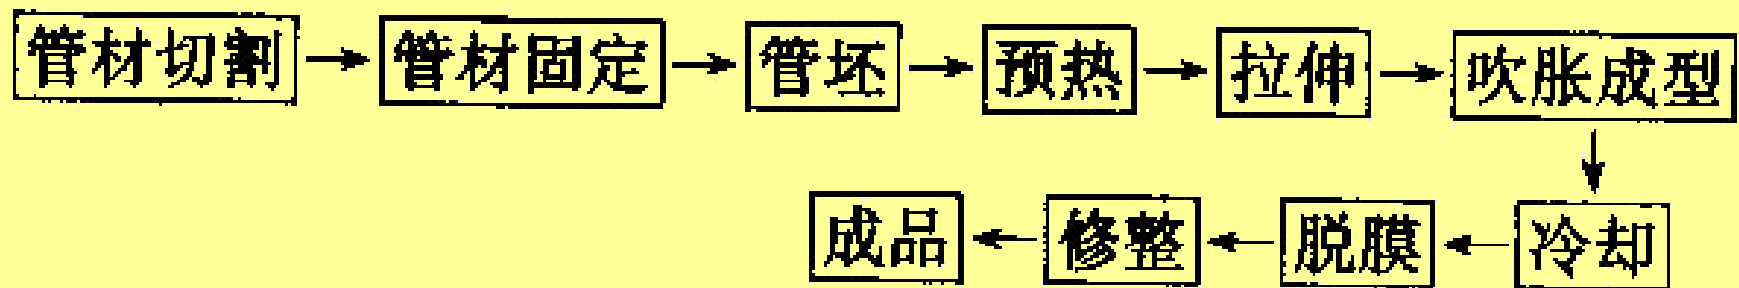 管材切割 → 管材固定 → 管坯 → 预热 → 拉伸 → 吹胀成型
成品 ← 修整 ← 脱膜 ← 冷却